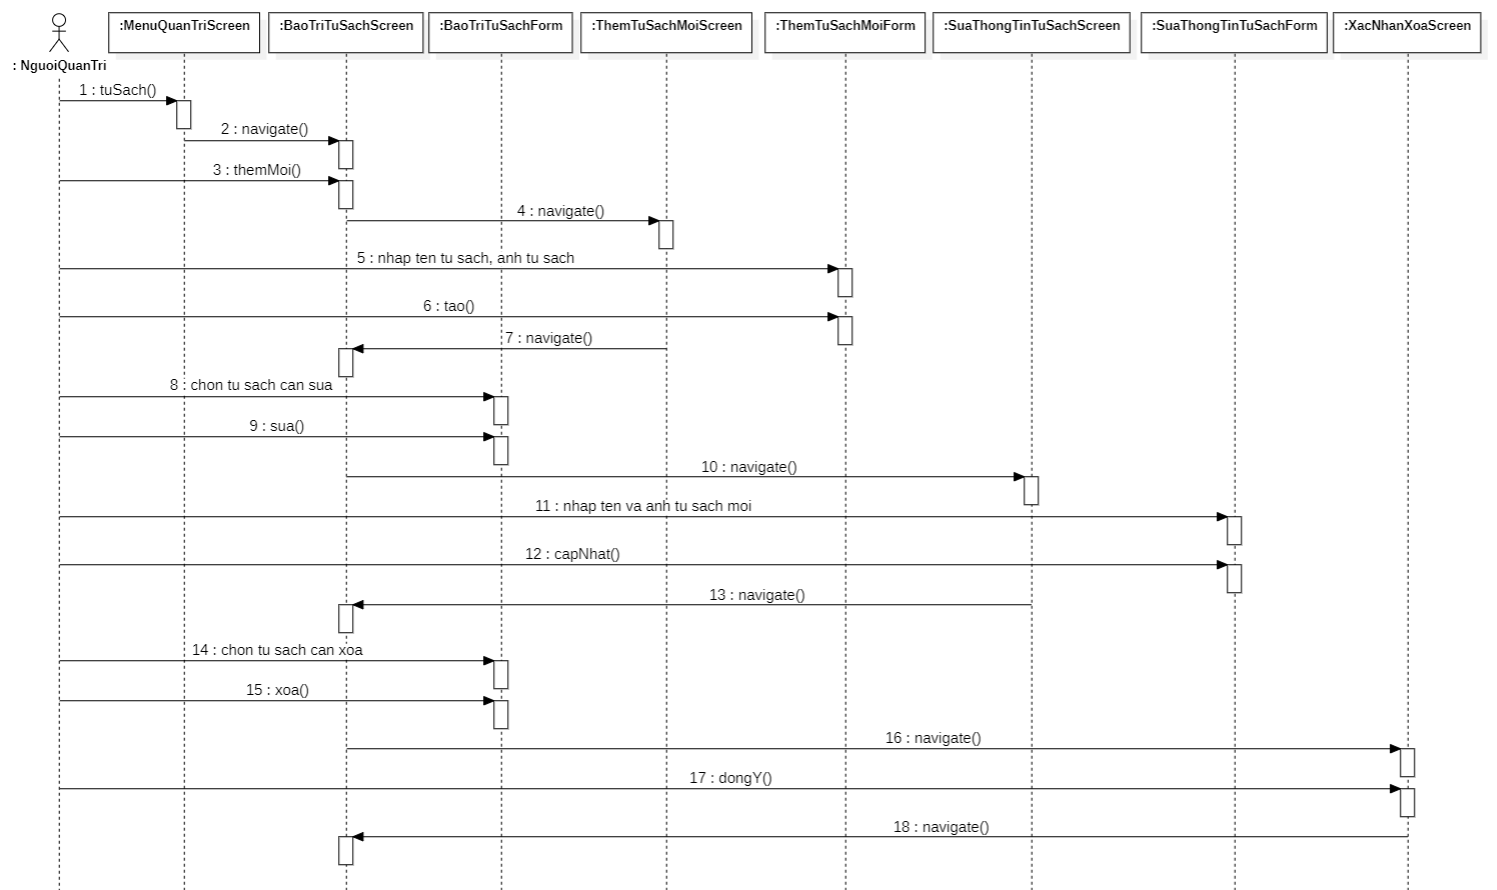 :MenuQuanTriScreen
:BaoTriTuSachScreen
:BaoTriTuSachForm
:ThemTuSachMoiScreen
:ThemTuSachMoiForm
:SuaThongTinTuSachScreen
:SuaThongTinTuSachForm
:XacNhanXoaScreen
: NguoiQuanTri
1 : tuSach()
2 : navigate()
3 : themMoi()
4 : navigate()
5 : nhap ten tu sach, anh tu sach
6 : tao()
7 : navigate()
8 : chon tu sach can sua
9 : sua()
10 : navigate()
11 : nhap ten va anh tu sach moi
12 : capNhat()
13 : navigate()
14 : chon tu sach can xoa
15 : xoa()
16 : navigate()
17 : dongY()
18 : navigate()